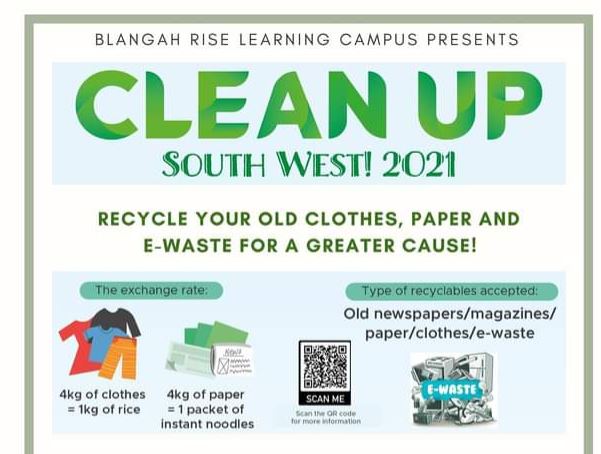 BLANGAH RISE LEARNING CAMPUS PRESENTS
CLEAN UP
SOUTH WEST! 2021
RECYCLE YOUR OLD CLOTHES, PAPER AND
E-WASTE FOR A GREATER CAUSE!
The exchange rate:
4kg of clothes
= 1kg of rice
NEWS
4kg of paper
= 1 packet of
instant noodles
SCAN ME
Scan the QR code
for more information
Type of recyclables accepted:
Old newspapers/magazines/
paper/clothes/e-waste
E-WASTE